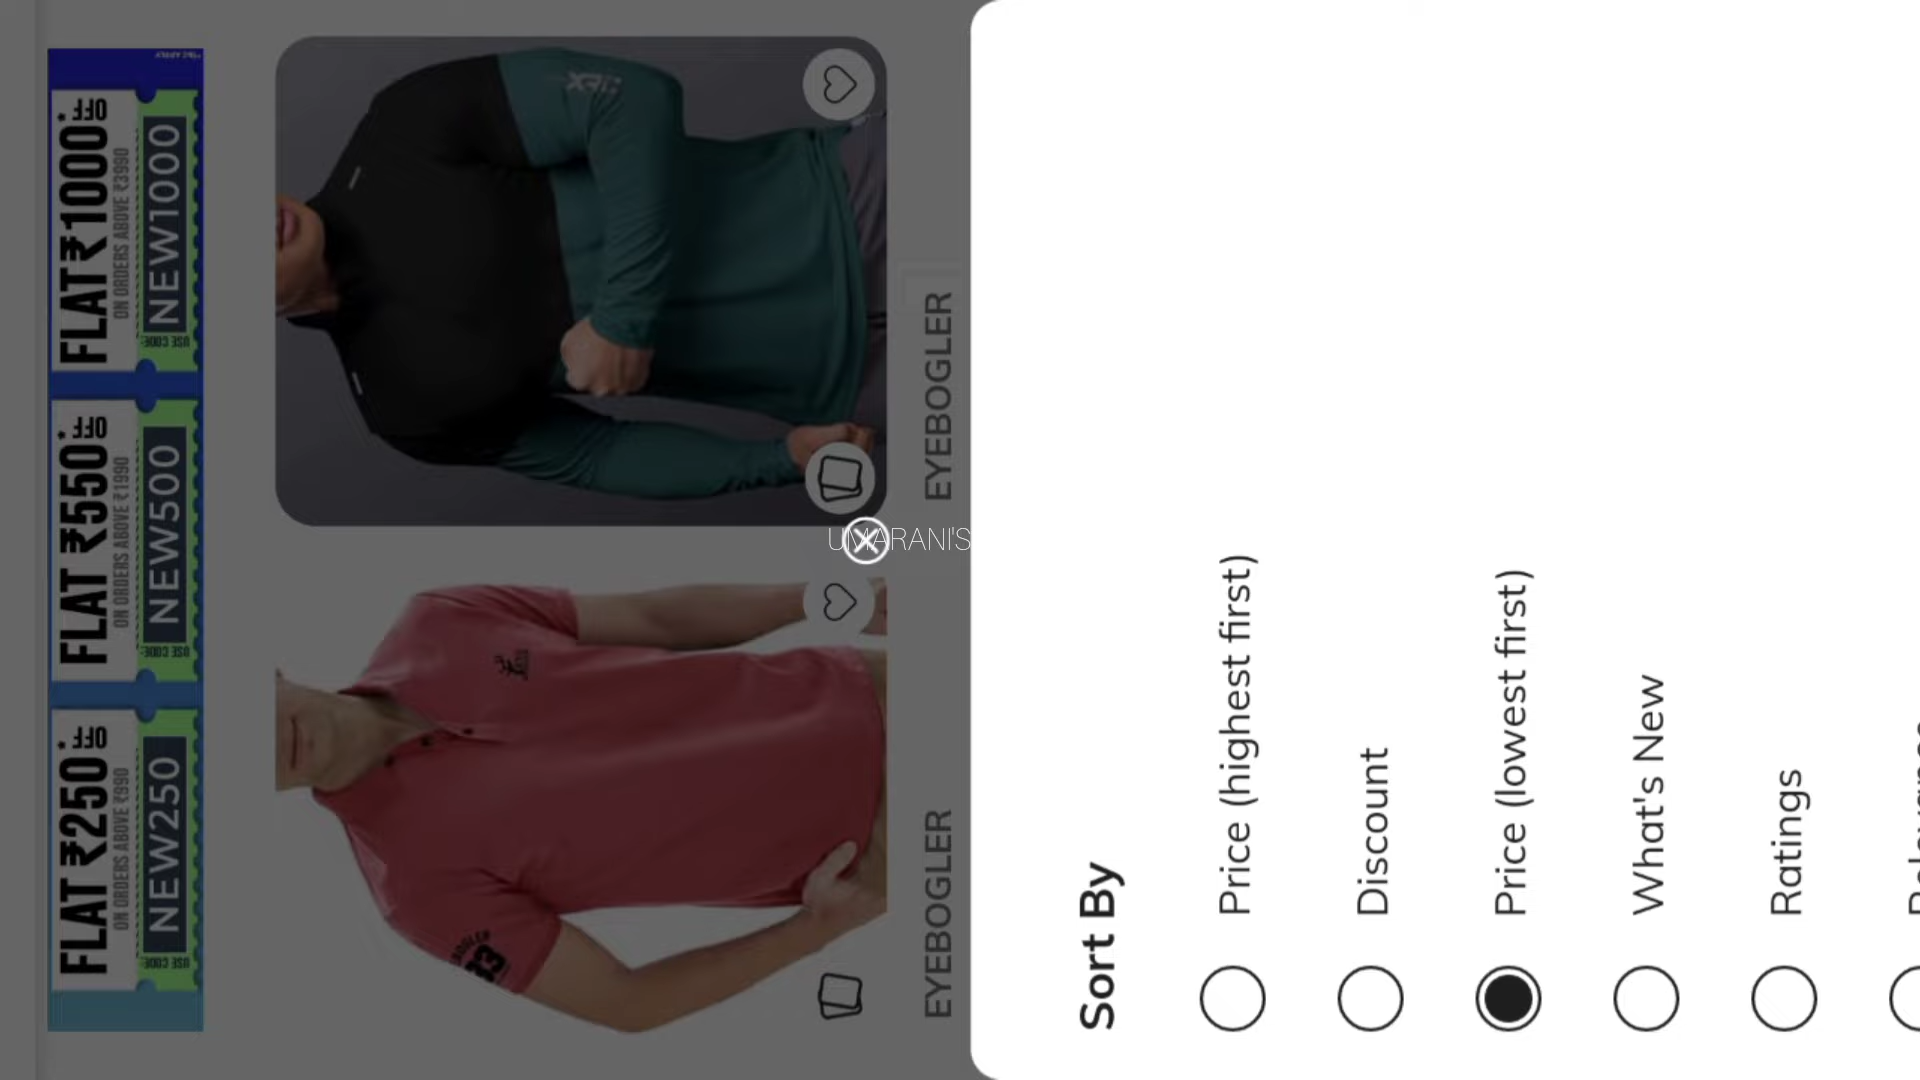 FLAT ₹250 OFF*
ON ORDERS ABOVE ₹990
USE CODE:
NEW250
FLAT ₹550 OFF*
ON ORDERS ABOVE ₹1990
USE CODE:
NEW500
FLAT ₹1000 OFF*
ON ORDERS ABOVE ₹3990
USE CODE:
NEW1000
33
EYEBOGLER
EYEBOGLER
UMARANI'S
Sort By
Price (highest first)
Discount
Price (lowest first)
What's New
Ratings